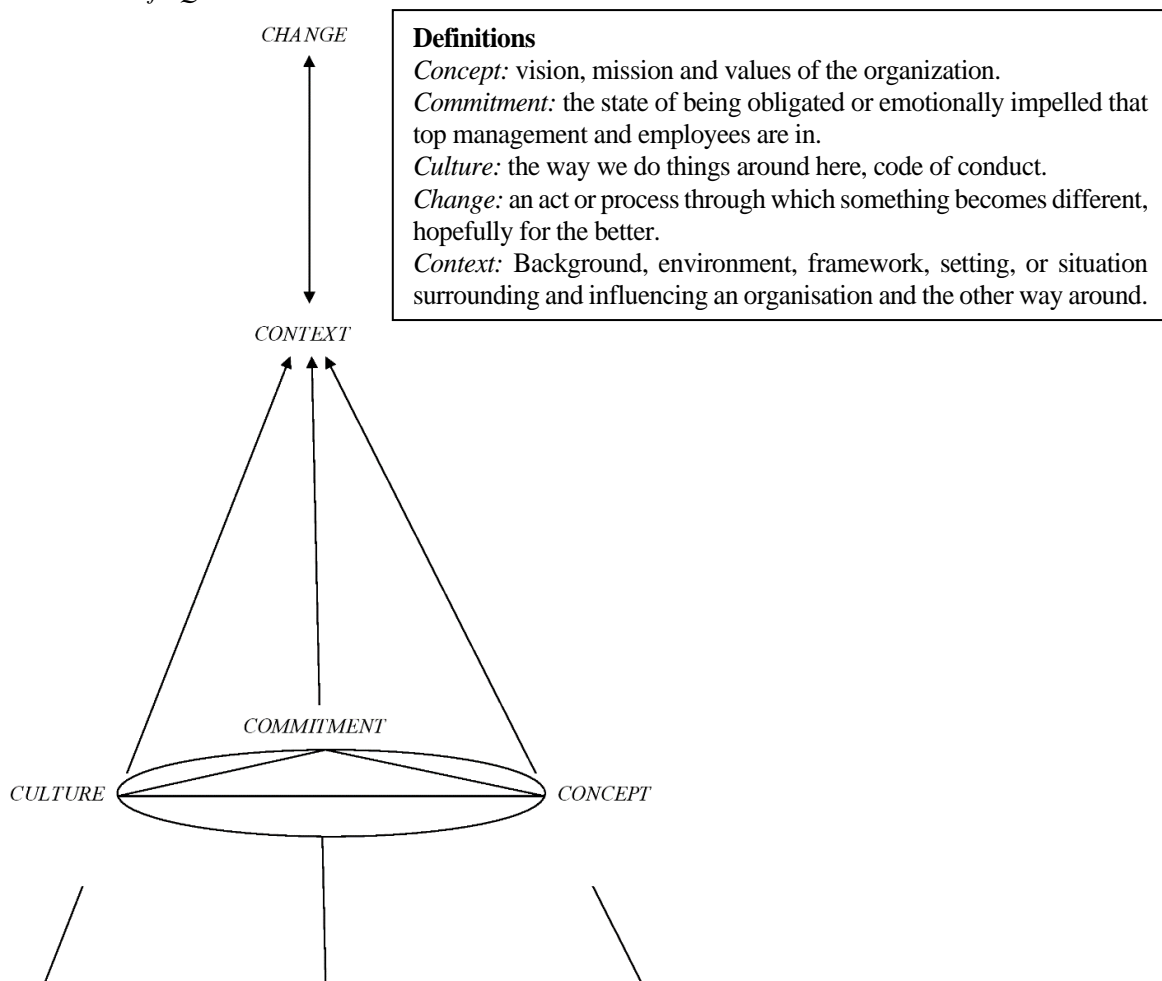 CHANGE
Definitions
Concept: vision, mission and values of the organization.
Commitment: the state of being obligated or emotionally impelled that
top management and employees are in.
Culture: the way we do things around here, code of conduct.
Change: an act or process through which something becomes different,
hopefully for the better.
Context: Background, environment, framework, setting, or situation
surrounding and influencing an organisation and the other way around.
CONTEXT
COMMITMENT
CULTURE
CONCEPT